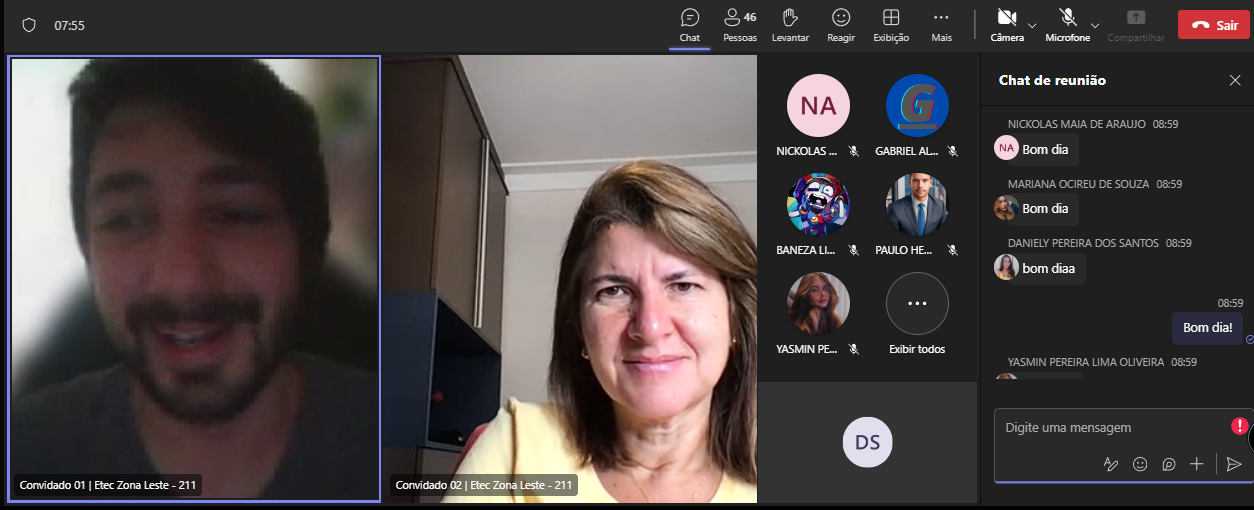 07:55
46
Chat
Pessoas
Levantar
Reagir
Exibição
Mais
Câmera
Microfone
Compartilhar
Sair
Convidado 01 | Etec Zona Leste - 211
Convidado 02 | Etec Zona Leste - 211
NA
G
NICKOLAS ...
GABRIEL AL...
BANEZA LI...
PAULO HE...
YASMIN PE...
Exibir todos
DS
Chat de reunião
NICKOLAS MAIA DE ARAUJO 08:59
NA
Bom dia
MARIANA OCIREU DE SOUZA 08:59
Bom dia
DANIELY PEREIRA DOS SANTOS 08:59
bom diaa
08:59
Bom dia!
YASMIN PEREIRA LIMA OLIVEIRA 08:59
Digite uma mensagem